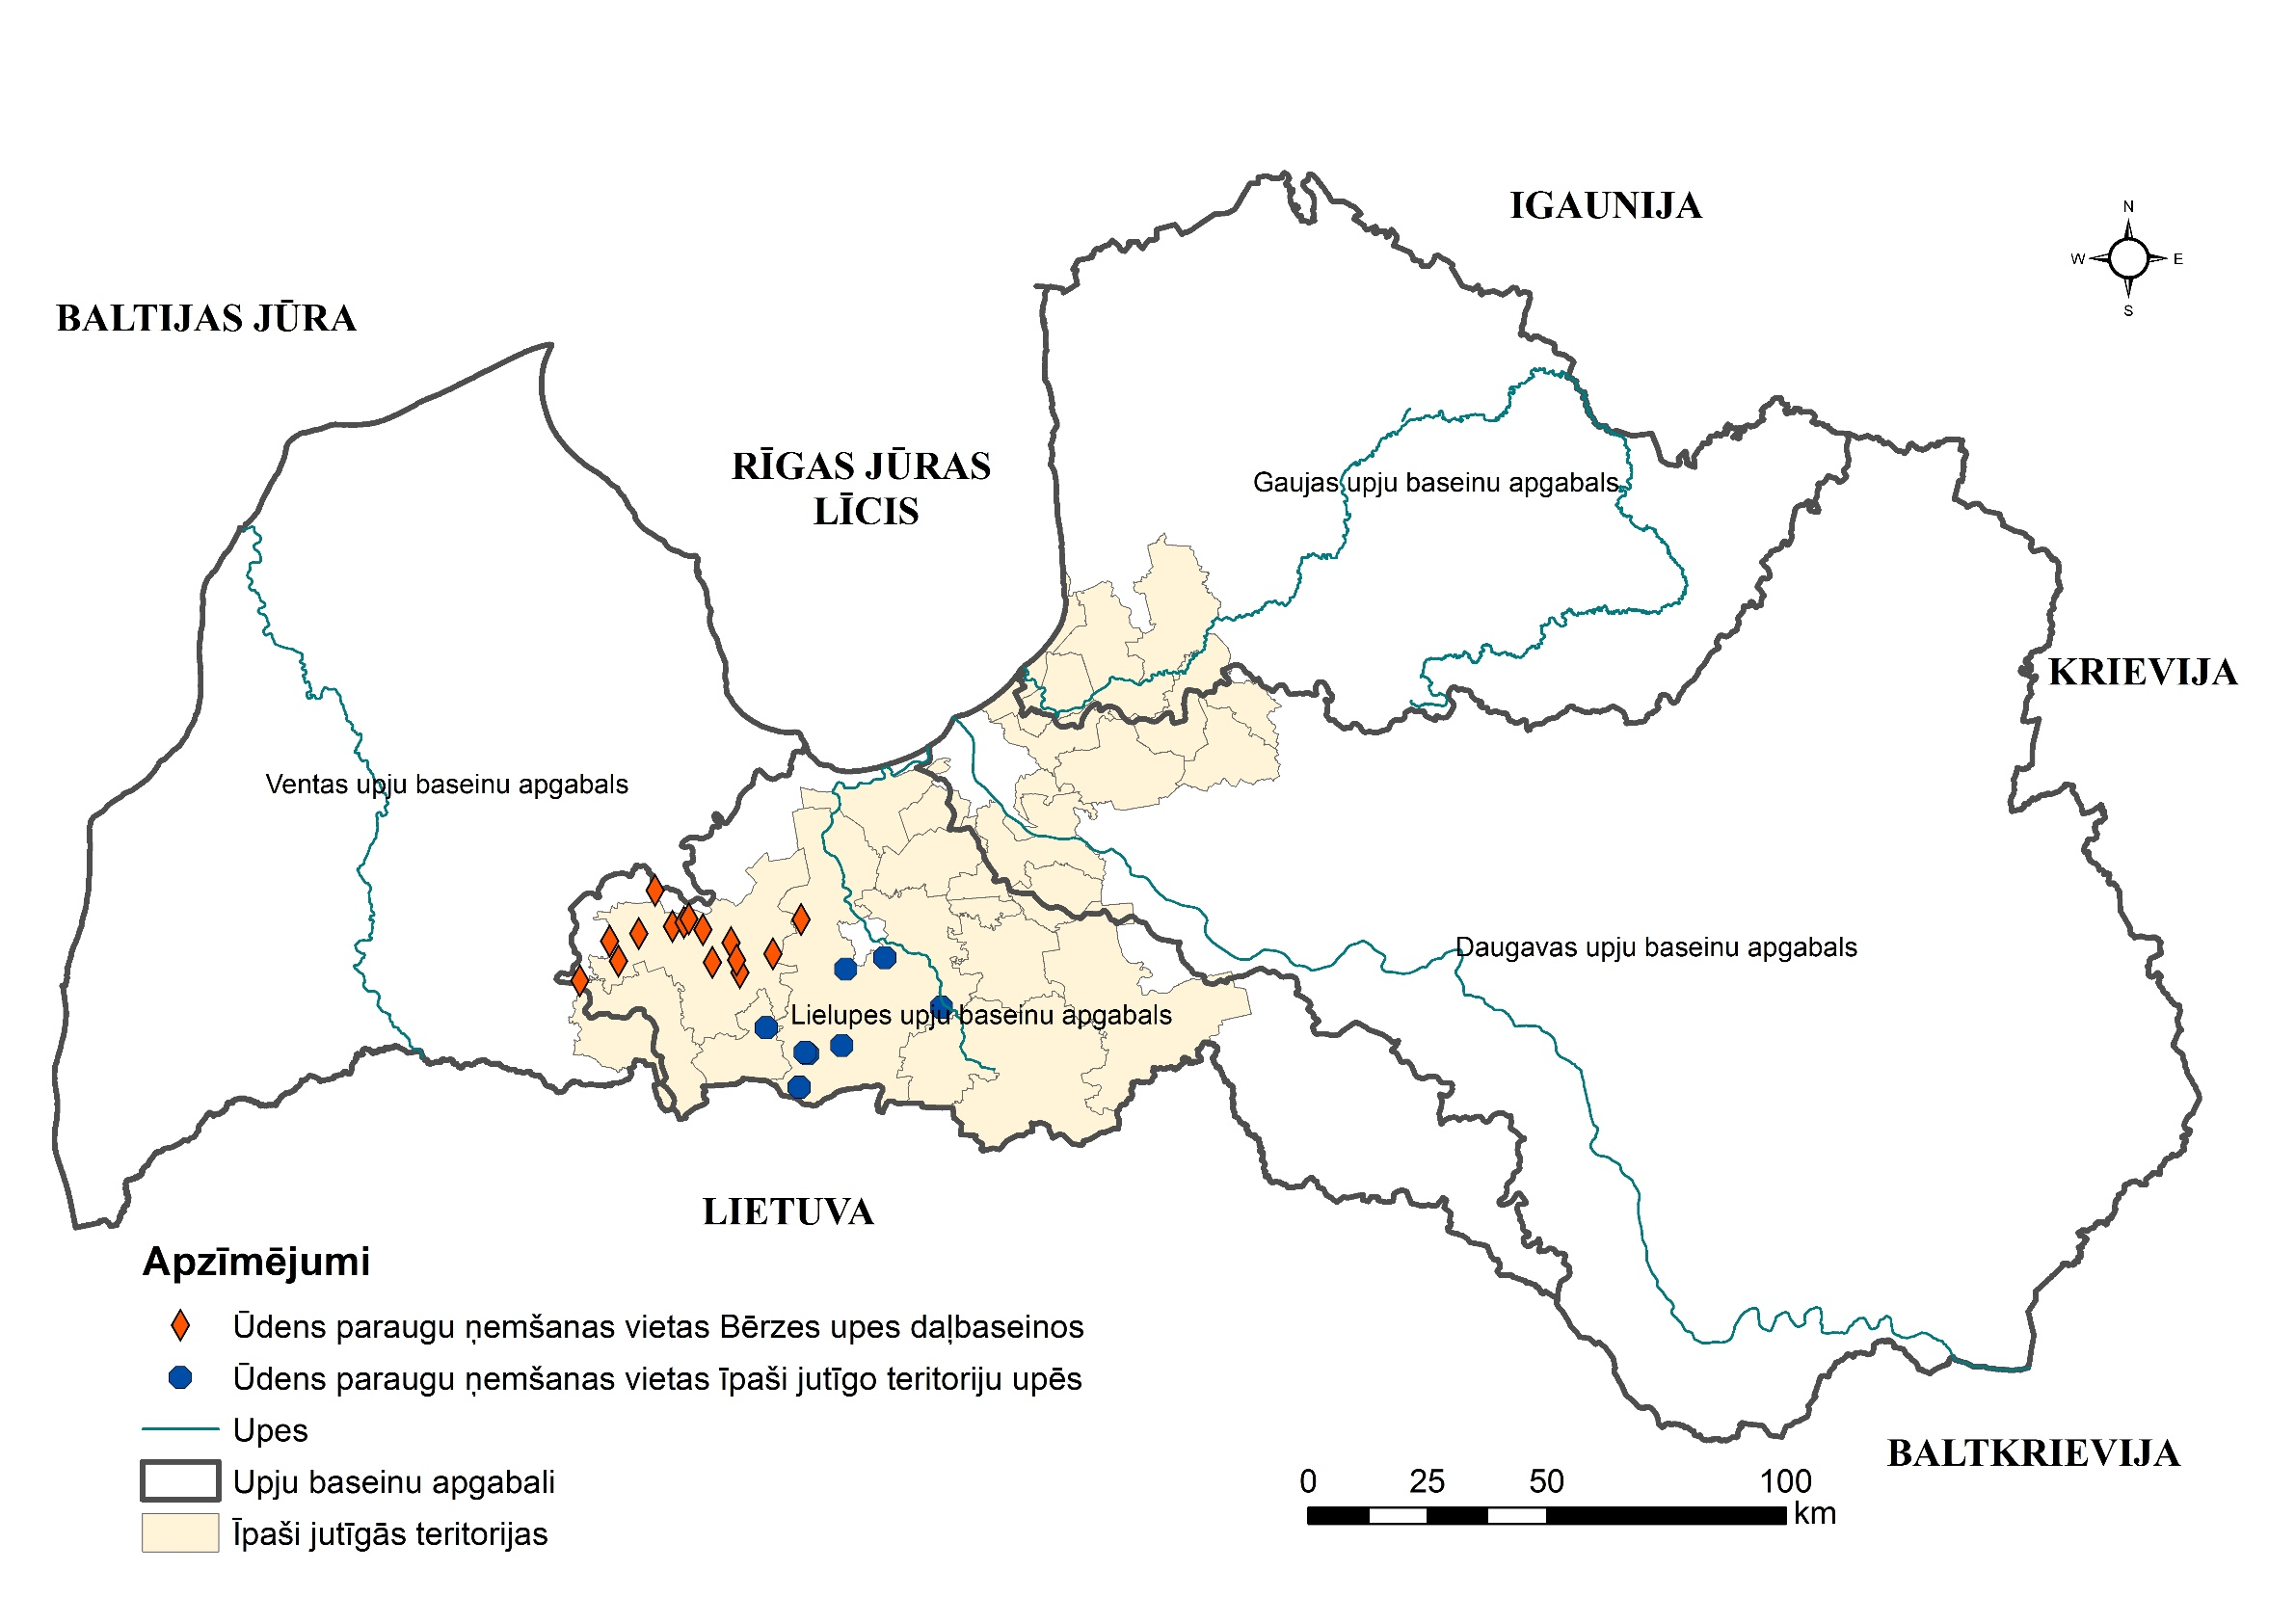 IGAUNIJA
N
W
E
S
BALTIJAS JŪRA
RĪGAS JŪRAS
LĪCIS
Gaujas upju baseinu apgabals
KRIEVIJA
Ventas upju baseinu apgabals
Daugavas upju baseinu apgabals
Lielupes upju baseinu apgabals
LIETUVA
Apzīmējumi
Ūdens paraugu ņemšanas vietas Bērzes upes daļbaseinos
Ūdens paraugu ņemšanas vietas īpaši jutīgo teritoriju upēs
Upes
Upju baseinu apgabali
Īpaši jutīgās teritorijas
BALTKRIEVIJA
0 25 50 100
km